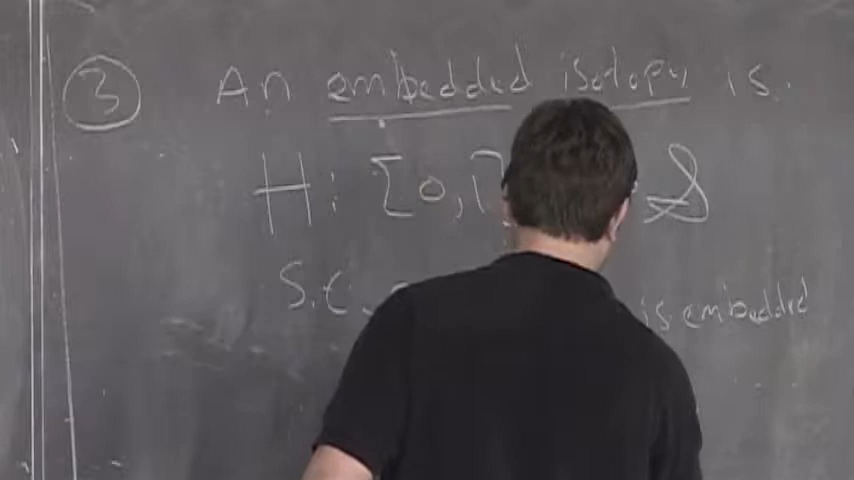 ③ An embedded isotopy is
H: [0,1] S
s.t. is embedded